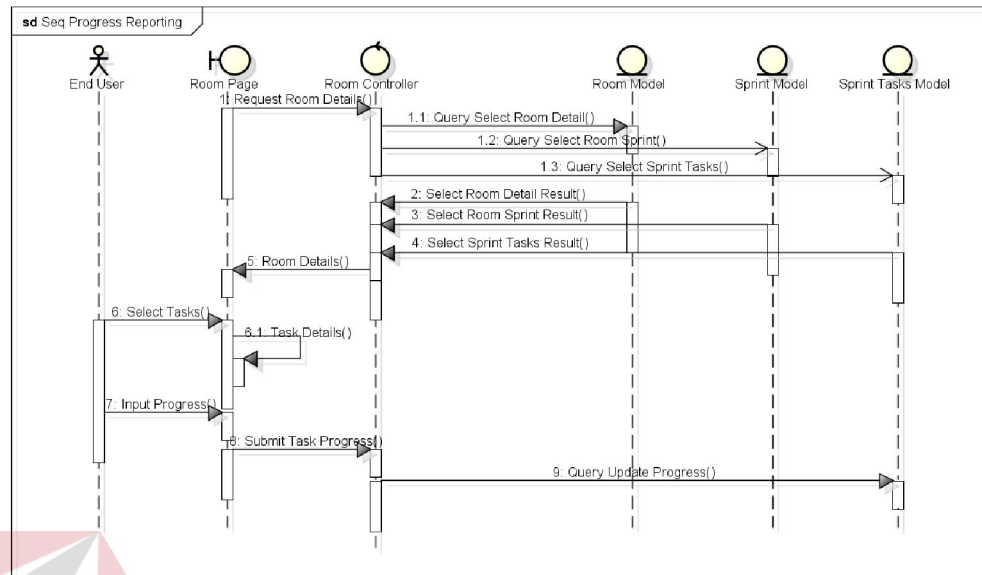 sd Seq Progress Reporting
End User
Room Page
Room Controller
Room Model
Sprint Model
Sprint Tasks Model
1: Request Room Details()
1.1: Query Select Room Detail()
1.2: Query Select Room Sprint()
1.3: Query Select Sprint Tasks()
2: Select Room Detail Result()
3: Select Room Sprint Result()
4: Select Sprint Tasks Result()
5: Room Details()
6: Select Tasks()
6.1: Task Details()
7: Input Progress()
8: Submit Task Progress()
9: Query Update Progress()